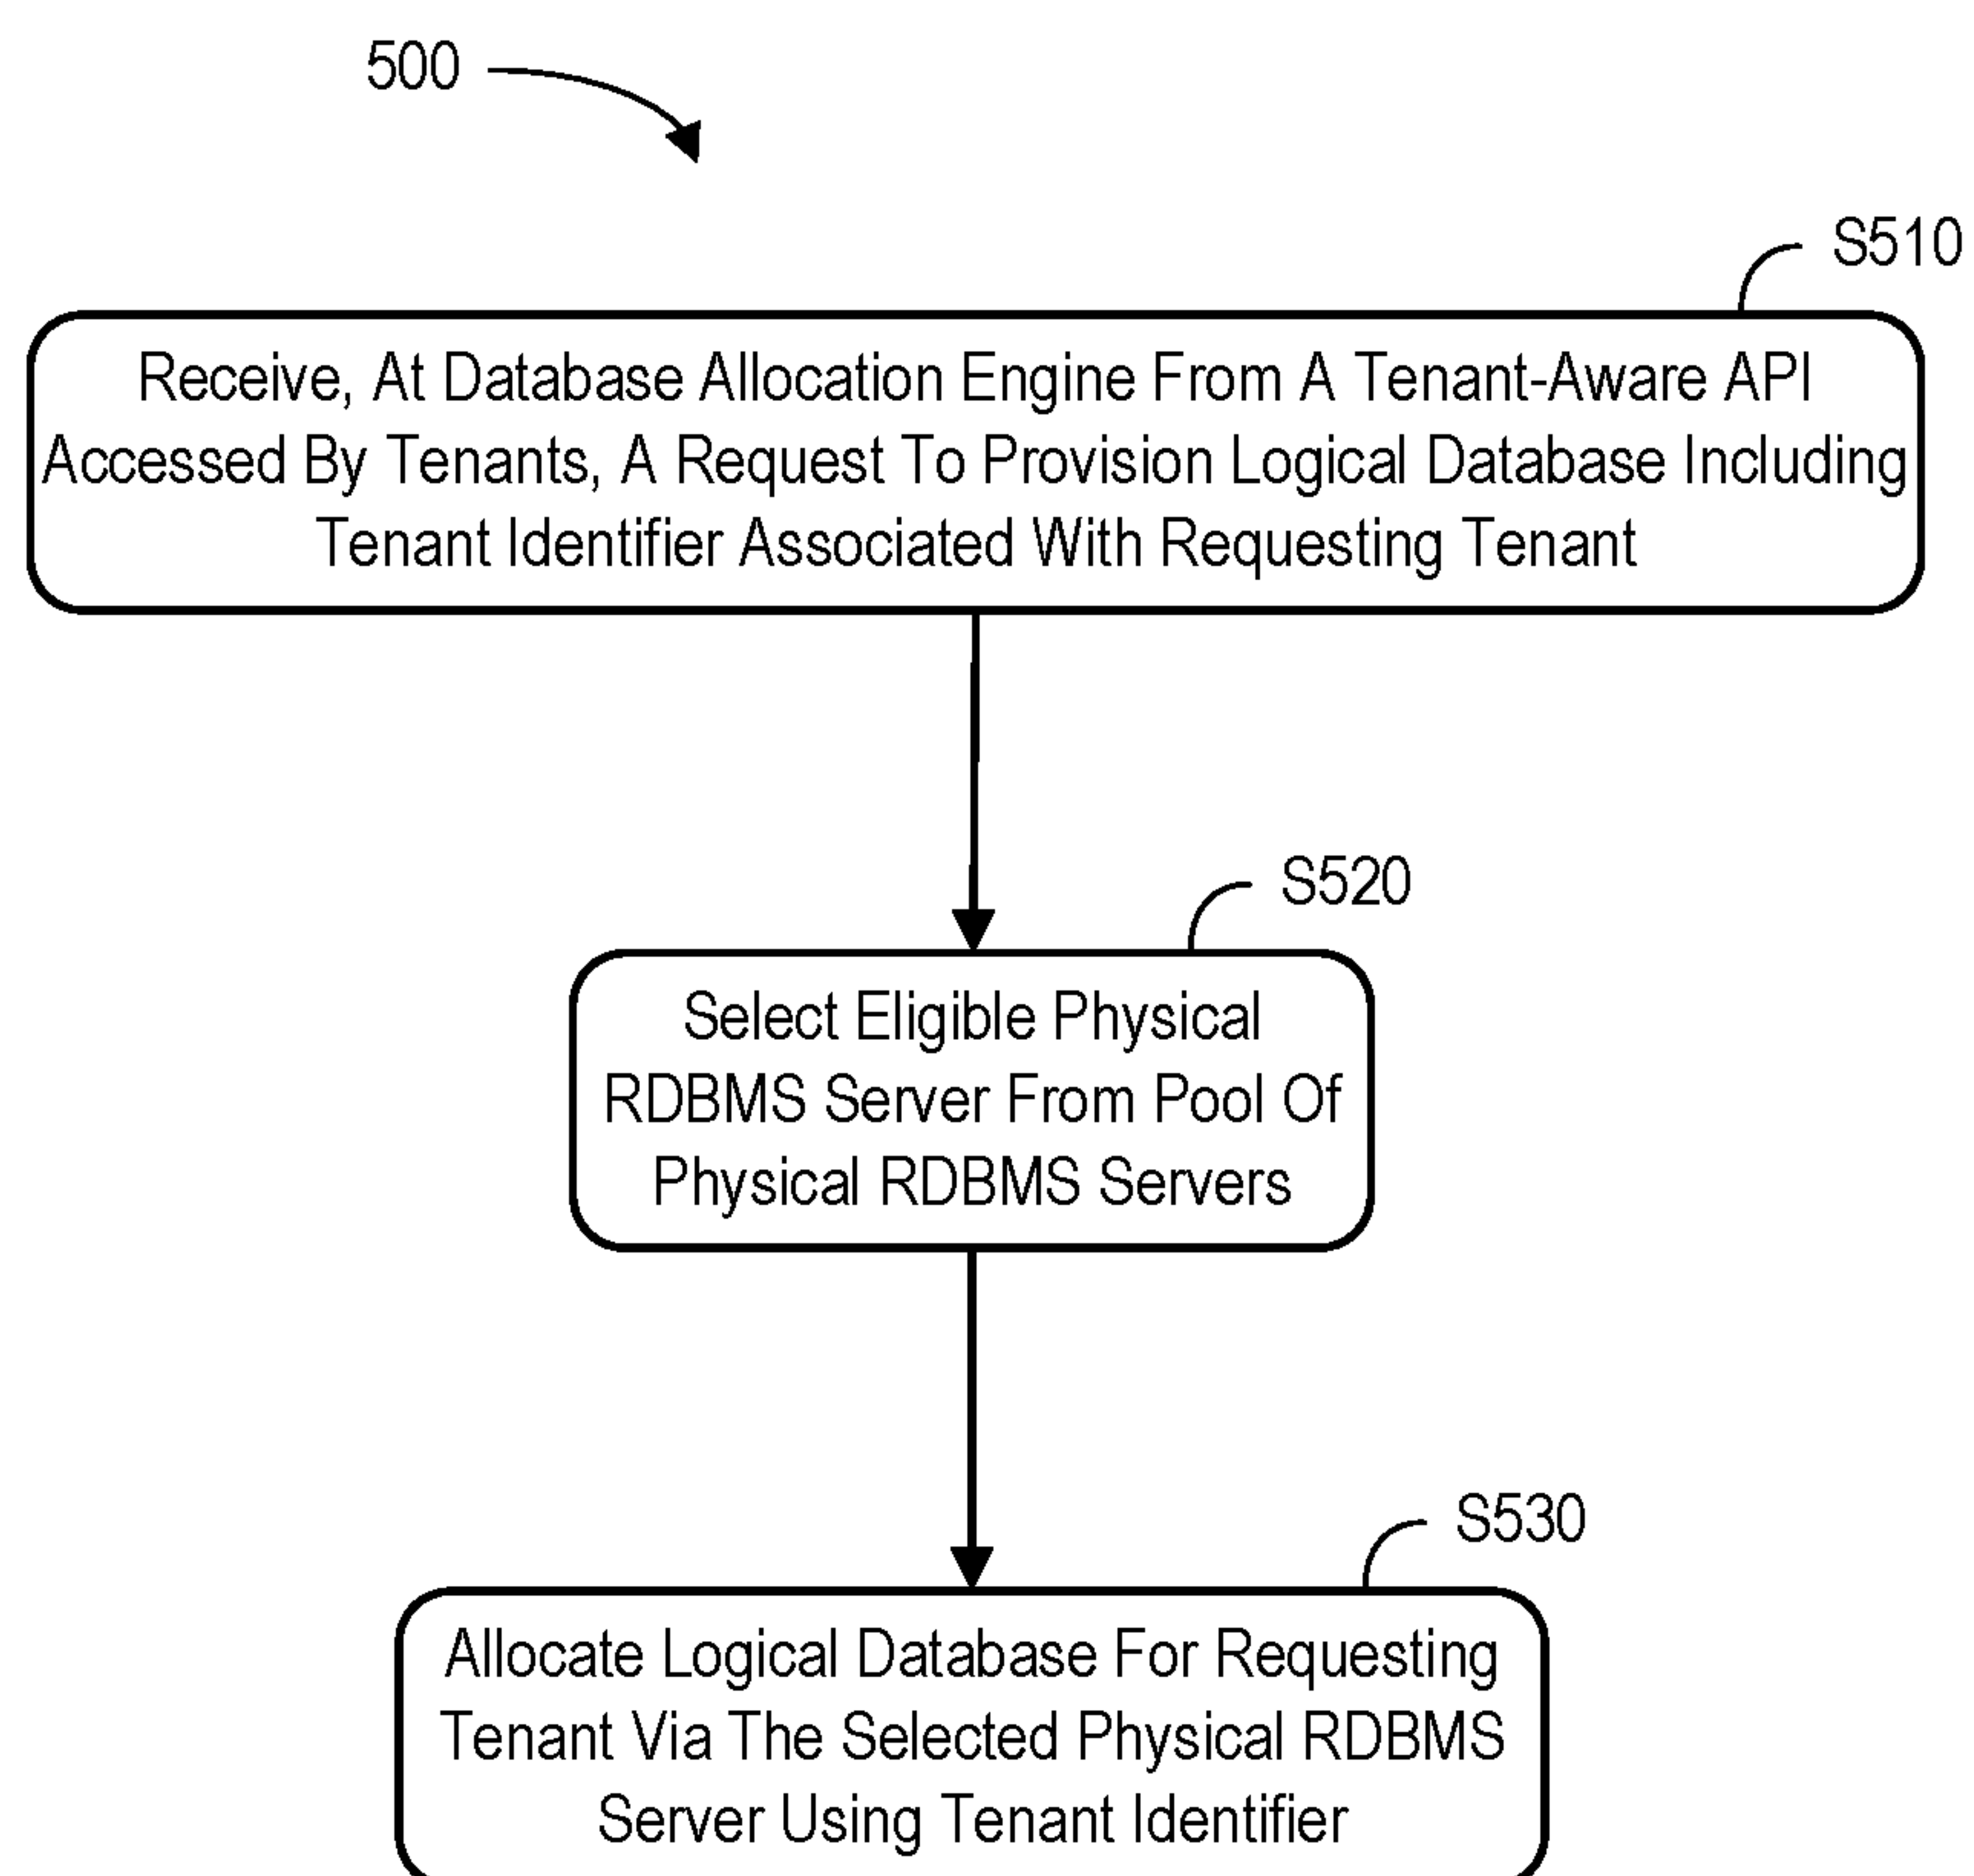 500
S510
Receive, At Database Allocation Engine From A Tenant-Aware API
Accessed By Tenants, A Request To Provision Logical Database Including
Tenant Identifier Associated With Requesting Tenant
S520
Select Eligible Physical
RDBMS Server From Pool Of
Physical RDBMS Servers
S530
Allocate Logical Database For Requesting
Tenant Via The Selected Physical RDBMS
Server Using Tenant Identifier